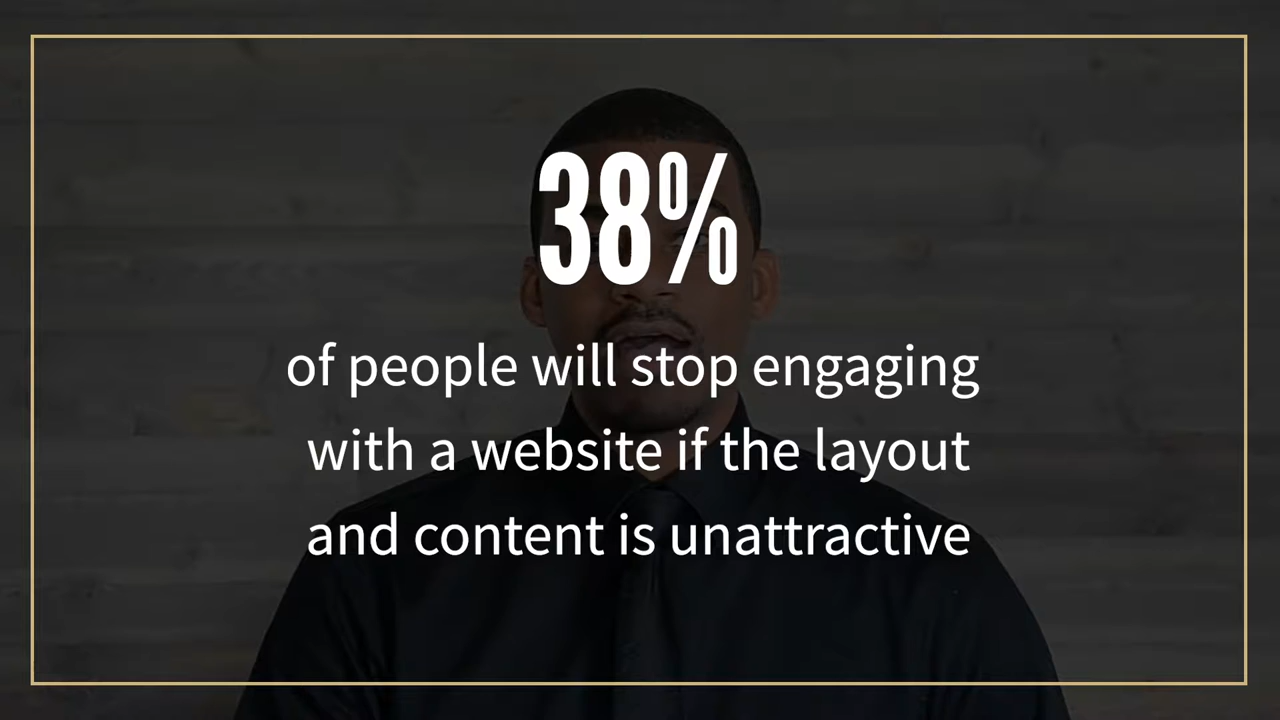 38%
of people will stop engaging
with a website if the layout
and content is unattractive